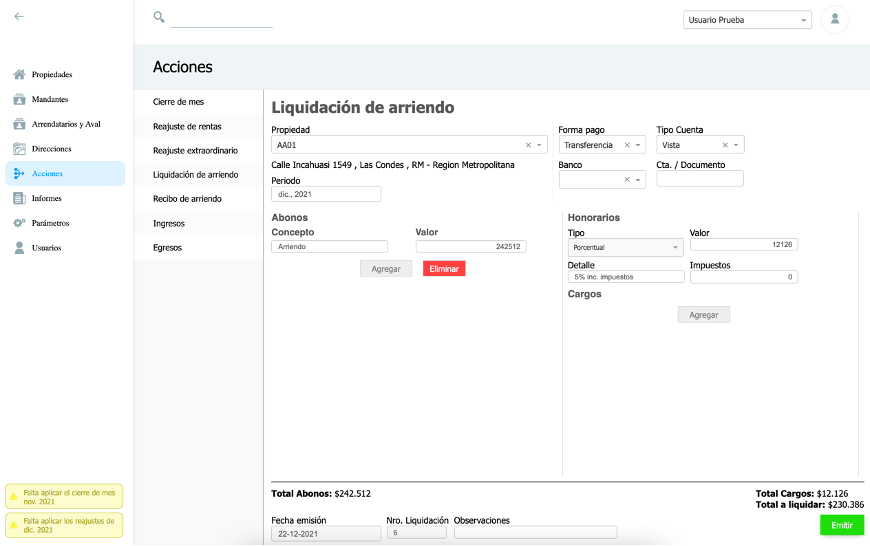 Usuario Prueba
Propiedades
Mandantes
Arrendatarios y Aval
Direcciones
Acciones
Informes
Parámetros
Usuarios
Falta aplicar el cierre de mes
nov. 2021
Falta aplicar los reajustes de
dic. 2021
Acciones
Cierre de mes
Reajuste de rentas
Reajuste extraordinario
Liquidación de arriendo
Recibo de arriendo
Ingresos
Egresos
Liquidación de arriendo
Propiedad Forma pago Tipo Cuenta
AA01 Transferencia Vista
Calle Incahuasi 1549 , Las Condes , RM - Region Metropolitana Banco Cta. / Documento
Periodo
dic., 2021
Abonos
Concepto Valor
Arriendo 242512
Agregar Eliminar
Honorarios
Tipo Valor
Porcentual 12126
Detalle Impuestos
5% inc. impuestos 0
Cargos
Agregar
Total Abonos: $242.512 Total Cargos: $12.126
Total a liquidar: $230.386
Fecha emisión Nro. Liquidación Observaciones
22-12-2021 6
Emitir